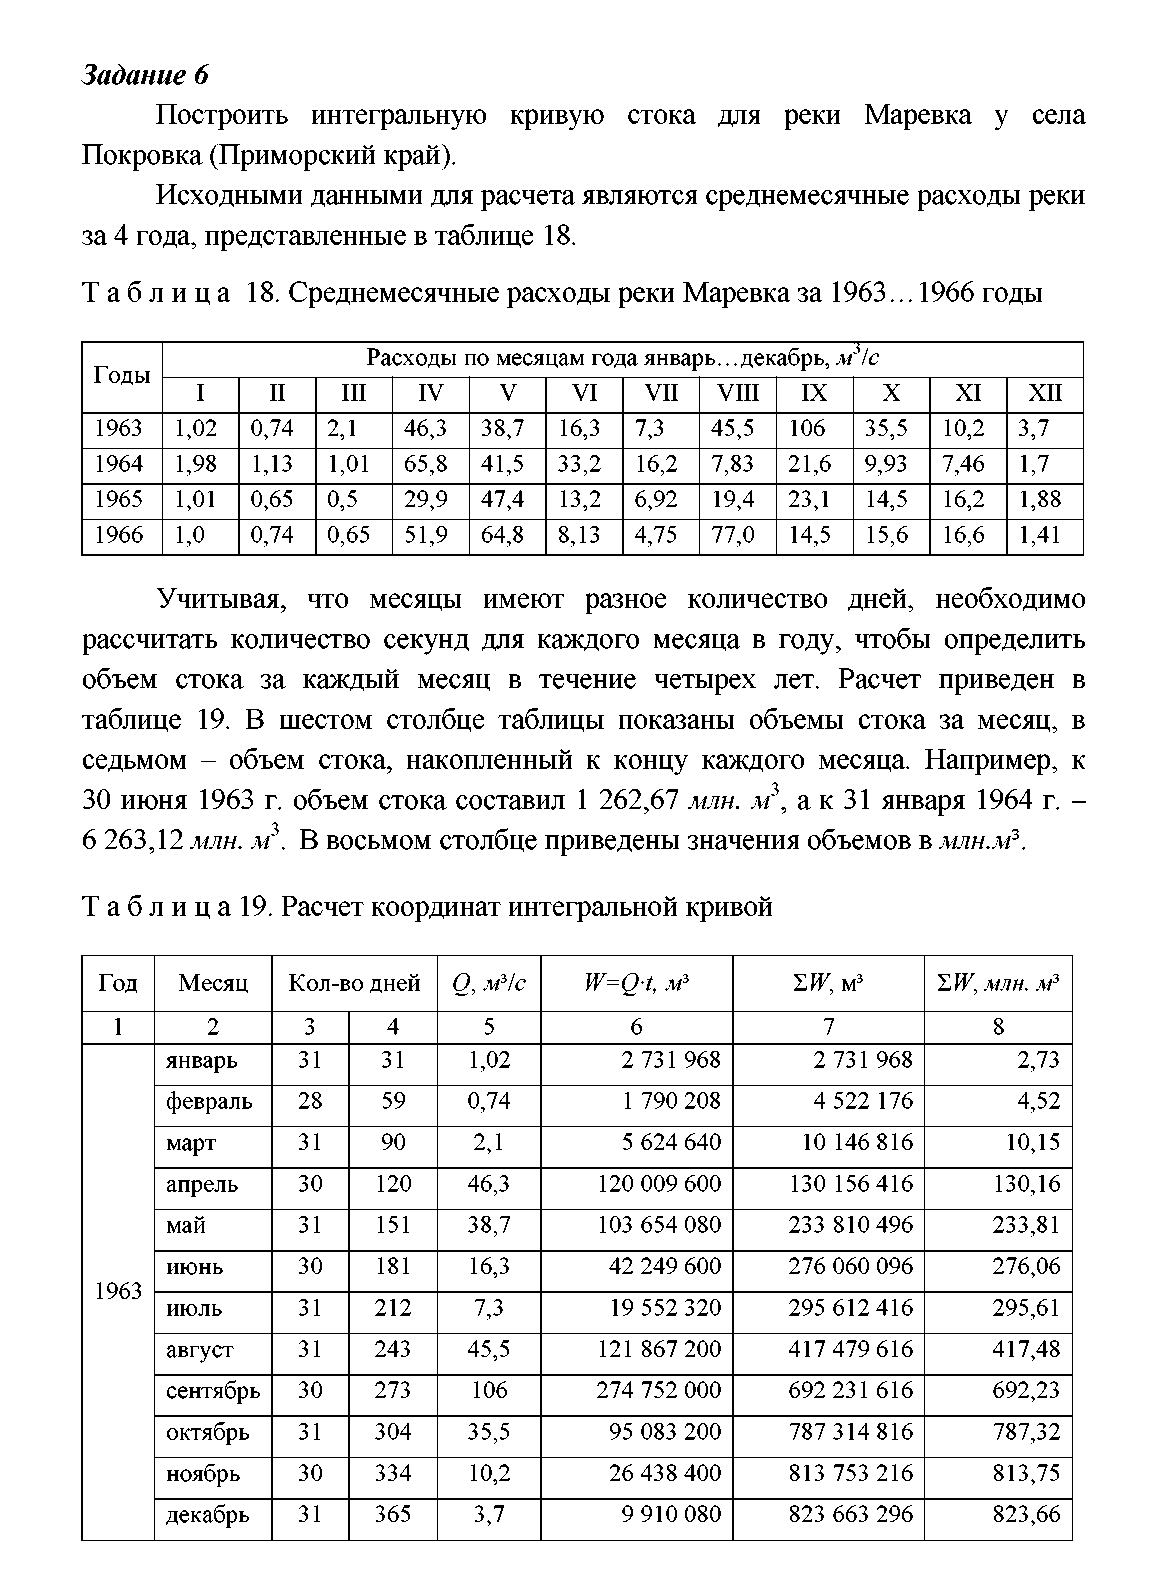 Задание 6
Построить интегральную кривую стока для реки Маревка у села
Покровка (Приморский край).
Исходными данными для расчета являются среднемесячные расходы реки
за 4 года, представленные в таблице 18.
Т а б л и ц а 18. Среднемесячные расходы реки Маревка за 1963…1966 годы
Годы Расходы по месяцам года январь…декабрь, м³/с
I II III IV V VI VII VIII IX X XI XII
1963 1,02 0,74 2,1 46,3 38,7 16,3 7,3 45,5 106 35,5 10,2 3,7
1964 1,98 1,13 1,01 65,8 41,5 33,2 16,2 7,83 21,6 9,93 7,46 1,7
1965 1,01 0,65 0,5 29,9 47,4 13,2 6,92 19,4 23,1 14,5 16,2 1,88
1966 1,0 0,74 0,65 51,9 64,8 8,13 4,75 77,0 14,5 15,6 16,6 1,41
Учитывая, что месяцы имеют разное количество дней, необходимо
рассчитать количество секунд для каждого месяца в году, чтобы определить
объем стока за каждый месяц в течение четырех лет. Расчет приведен в
таблице 19. В шестом столбце таблицы показаны объемы стока за месяц, в
седьмом – объем стока, накопленный к концу каждого месяца. Например, к
30 июня 1963 г. объем стока составил 1 262,67 млн. м³, а к 31 января 1964 г. –
6 263,12 млн. м³. В восьмом столбце приведены значения объемов в млн.м³.
Т а б л и ц а 19. Расчет координат интегральной кривой
Год Месяц Кол-во дней Q, м³/с W=Q·t, м³ ΣW, м³ ΣW, млн. м³
1 2 3 4 5 6 7 8
январь 31 31 1,02 2 731 968 2 731 968 2,73
февраль 28 59 0,74 1 790 208 4 522 176 4,52
март 31 90 2,1 5 624 640 10 146 816 10,15
апрель 30 120 46,3 120 009 600 130 156 416 130,16
май 31 151 38,7 103 654 080 233 810 496 233,81
июнь 30 181 16,3 42 249 600 276 060 096 276,06
1963
июль 31 212 7,3 19 552 320 295 612 416 295,61
август 31 243 45,5 121 867 200 417 479 616 417,48
сентябрь 30 273 106 274 752 000 692 231 616 692,23
октябрь 31 304 35,5 95 083 200 787 314 816 787,32
ноябрь 30 334 10,2 26 438 400 813 753 216 813,75
декабрь 31 365 3,7 9 910 080 823 663 296 823,66